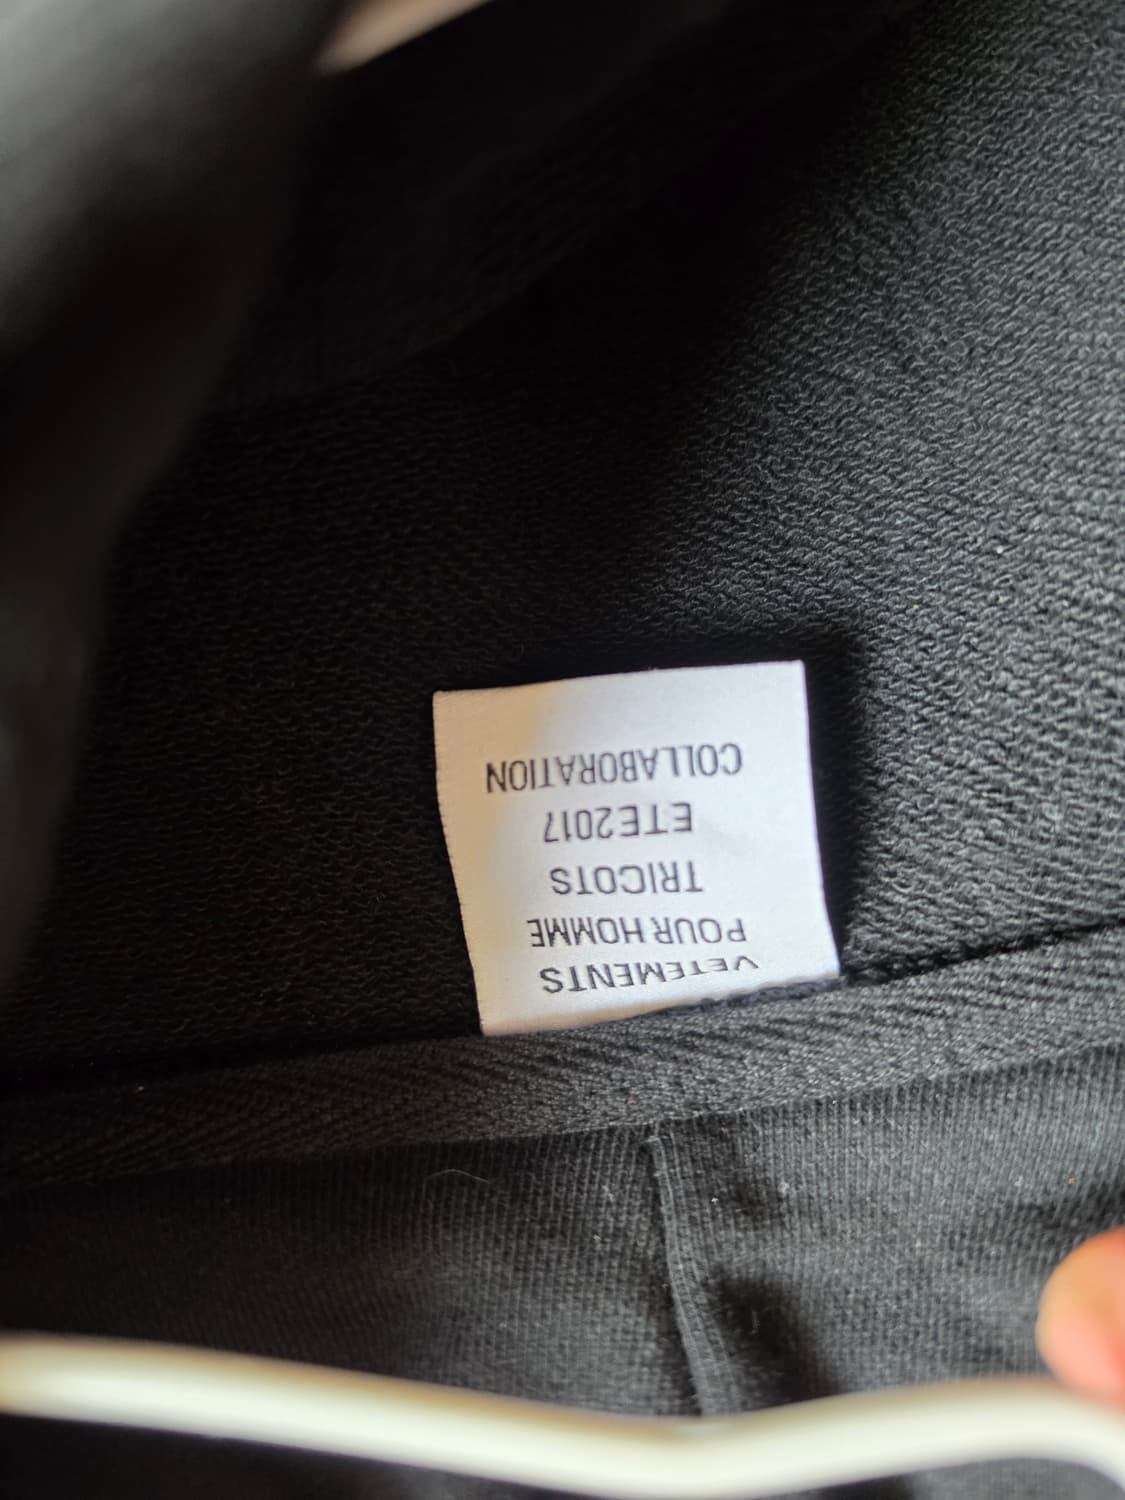 VETEMENTS
POUR HOMME
TRICOTS
ETE2017
COLLABORATION